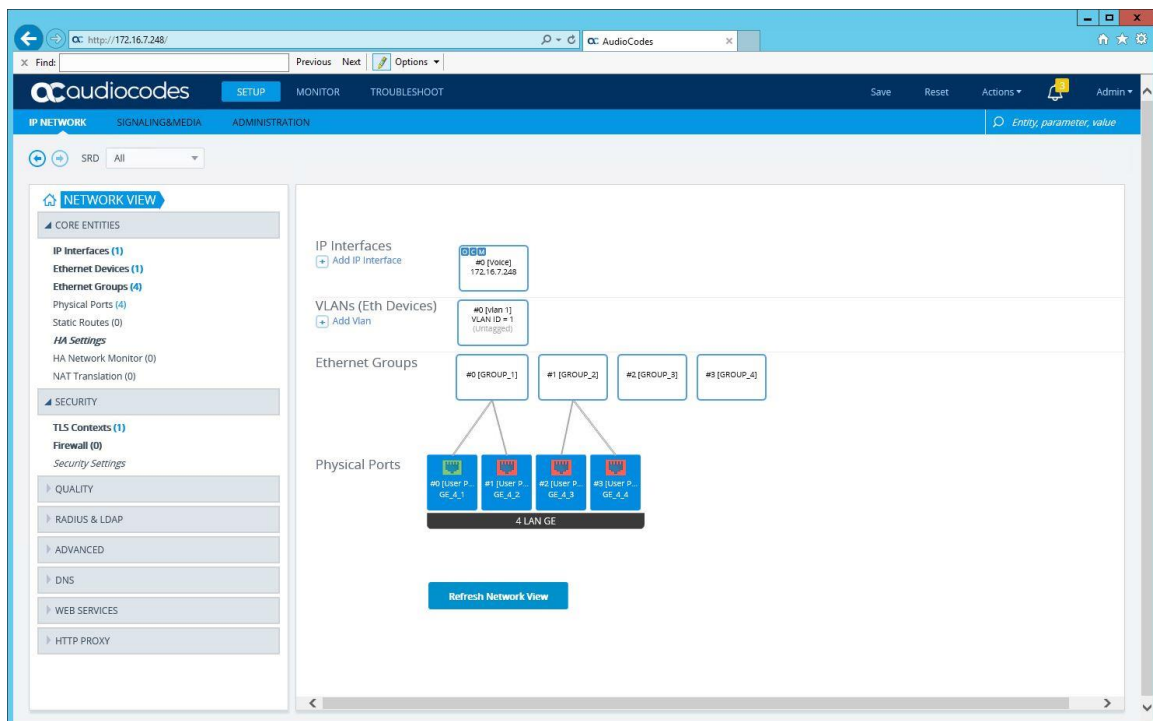 http://172.16.7.248/
AudioCodes
Find:
Previous Next Options
audiocodes
SETUP MONITOR TROUBLESHOOT Save Reset Actions 3 Admin
IP NETWORK SIGNALING&MEDIA ADMINISTRATION Entity, parameter, value
SRD All
NETWORK VIEW
CORE ENTITIES
IP Interfaces (1)
Ethernet Devices (1)
Ethernet Groups (4)
Physical Ports (4)
Static Routes (0)
HA Settings
HA Network Monitor (0)
NAT Translation (0)
SECURITY
TLS Contexts (1)
Firewall (0)
Security Settings
QUALITY
RADIUS & LDAP
ADVANCED
DNS
WEB SERVICES
HTTP PROXY
IP Interfaces
Add IP Interface
O C M
#0 [Voice]
172.16.7.248
VLANs (Eth Devices)
Add Vlan
#0 [vlan 1]
VLAN ID = 1
(Untagged)
Ethernet Groups
#0 [GROUP_1] #1 [GROUP_2] #2 [GROUP_3] #3 [GROUP_4]
Physical Ports
#0 [User P... #1 [User P... #2 [User P... #3 [User P...
GE_4_1 GE_4_2 GE_4_3 GE_4_4
4 LAN GE
Refresh Network View